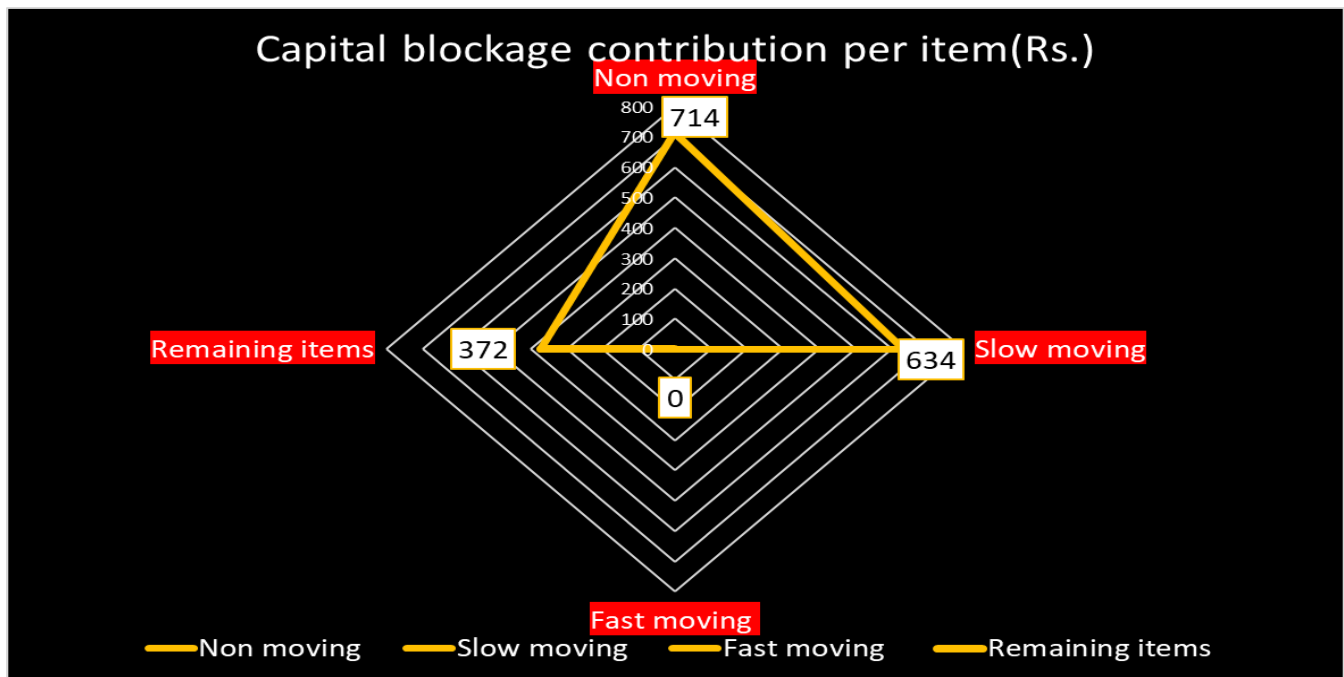 Capital blockage contribution per item(Rs.)
Non moving
800
714
700
600
500
400
300
200
100
Remaining items
372
0
634
Slow moving
0
Fast moving
Non moving
Slow moving
Fast moving
Remaining items